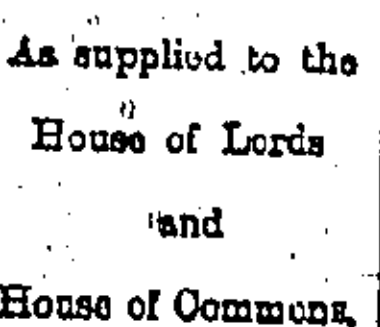 As supplied to the
House of Lords
and
House of Commons,